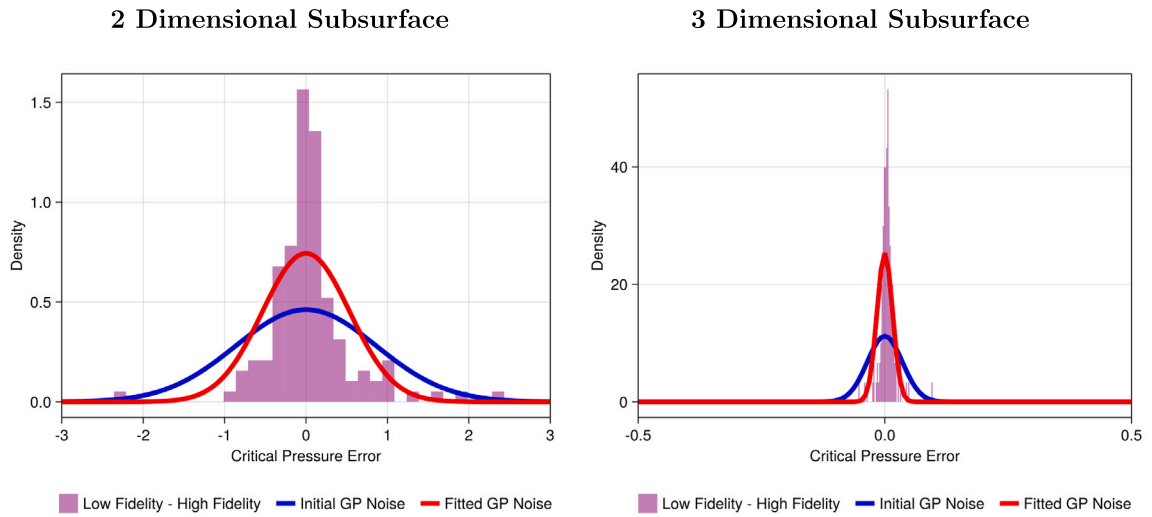 2 Dimensional Subsurface
3 Dimensional Subsurface
Density
1.5
1.0
0.5
0.0
-3
-2
-1
0
1
2
3
Critical Pressure Error
Low Fidelity - High Fidelity
Initial GP Noise
Fitted GP Noise
Density
40
20
0
-0.5
0.0
0.5
Critical Pressure Error
Low Fidelity - High Fidelity
Initial GP Noise
Fitted GP Noise